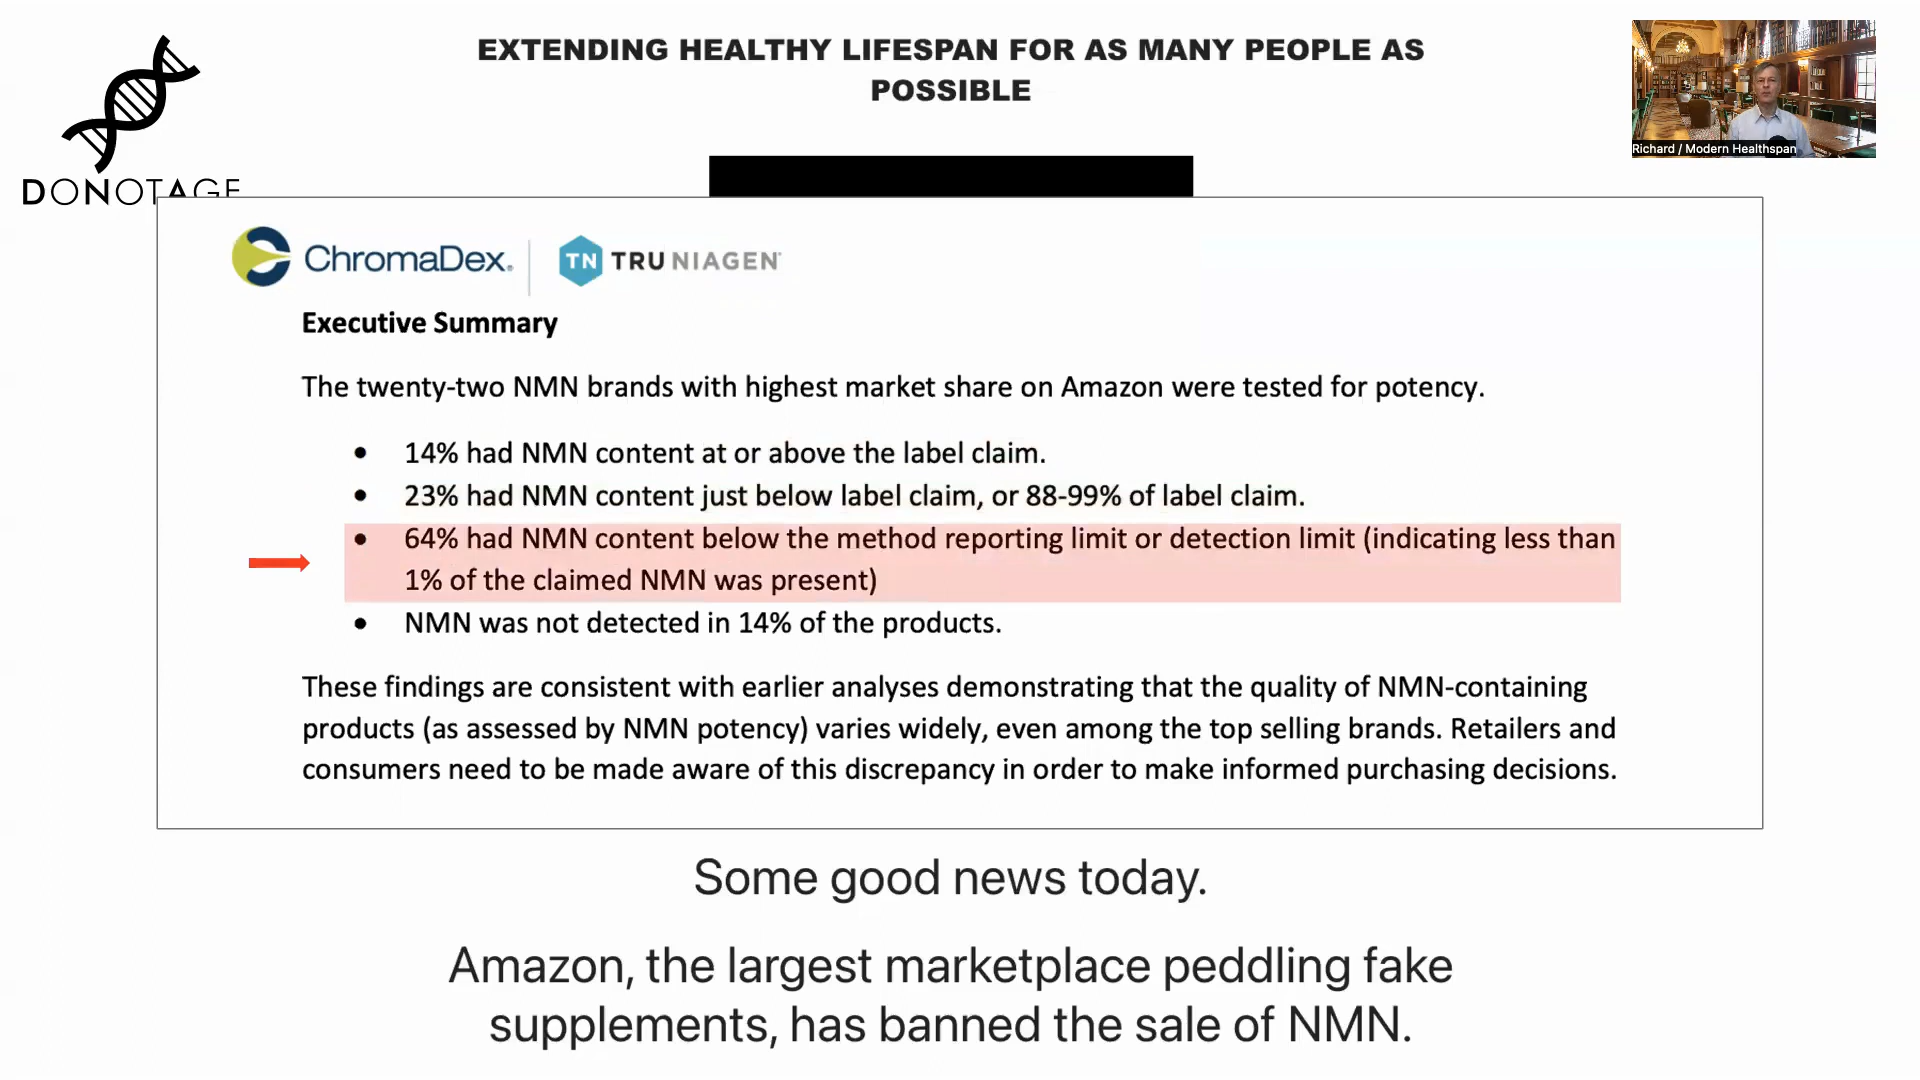 EXTENDING HEALTHY LIFESPAN FOR AS MANY PEOPLE AS
POSSIBLE
DONOTAGE
Richard / Modern Healthspan
ChromaDex®
TN TRU NIAGEN®
Executive Summary
The twenty-two NMN brands with highest market share on Amazon were tested for potency.
• 14% had NMN content at or above the label claim.
• 23% had NMN content just below label claim, or 88-99% of label claim.
• 64% had NMN content below the method reporting limit or detection limit (indicating less than
1% of the claimed NMN was present)
• NMN was not detected in 14% of the products.
These findings are consistent with earlier analyses demonstrating that the quality of NMN-containing
products (as assessed by NMN potency) varies widely, even among the top selling brands. Retailers and
consumers need to be made aware of this discrepancy in order to make informed purchasing decisions.
Some good news today.
Amazon, the largest marketplace peddling fake
supplements, has banned the sale of NMN.